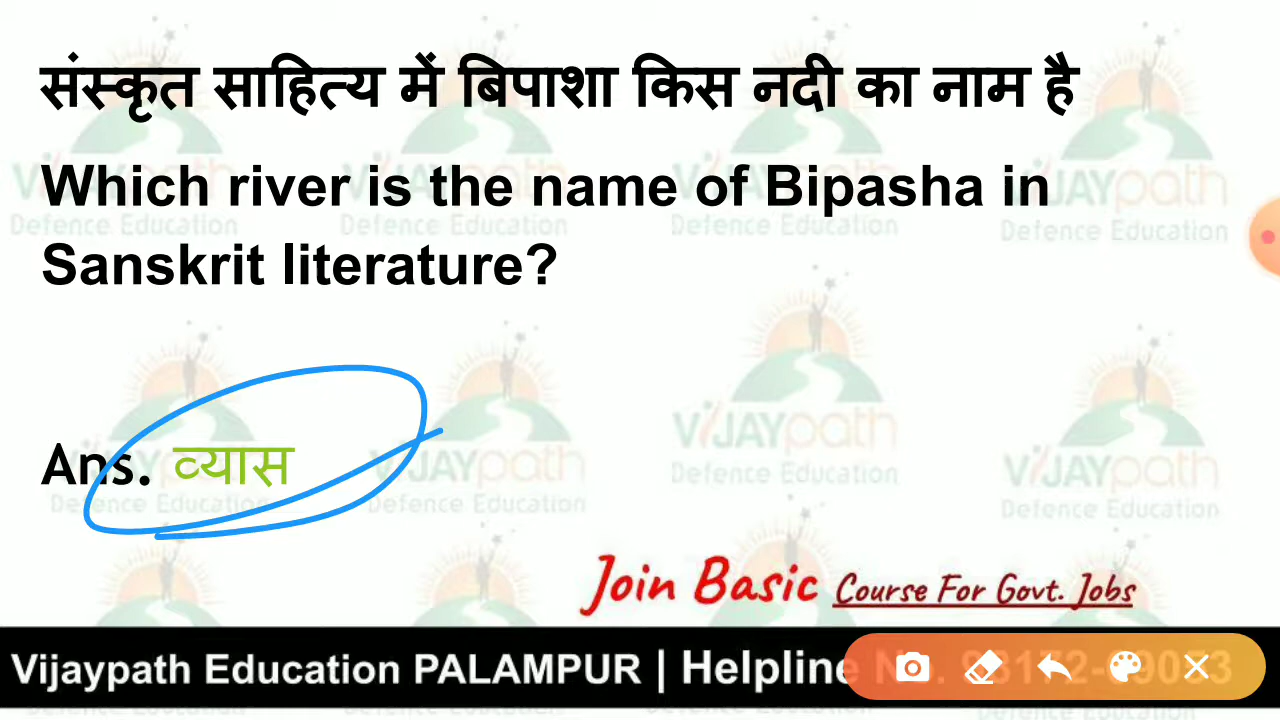 संस्कृत साहित्य में बिपाशा किस नदी का नाम है
Which river is the name of Bipasha in
Sanskrit literature?
Ans. व्यास
Join Basic Course For Govt. Jobs
Vijaypath Education PALAMPUR | Helpline No.